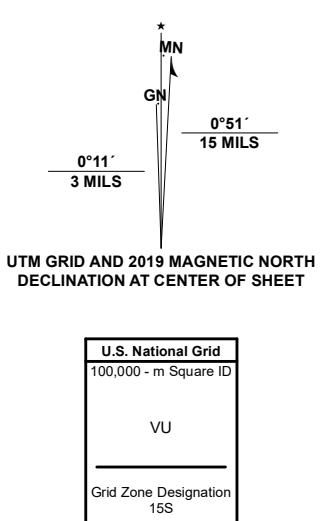 ★
MN
GN
0°51´
15 MILS
0°11´
3 MILS
UTM GRID AND 2019 MAGNETIC NORTH
DECLINATION AT CENTER OF SHEET
U.S. National Grid
100,000 - m Square ID
VU
Grid Zone Designation
15S